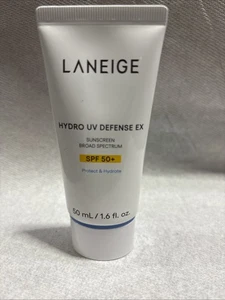 LANEIGE
HYDRO UV DEFENSE EX
SUNSCREEN
BROAD SPECTRUM
SPF 50+
Protect & Hydrate
50 mL / 1.6 fl. oz.